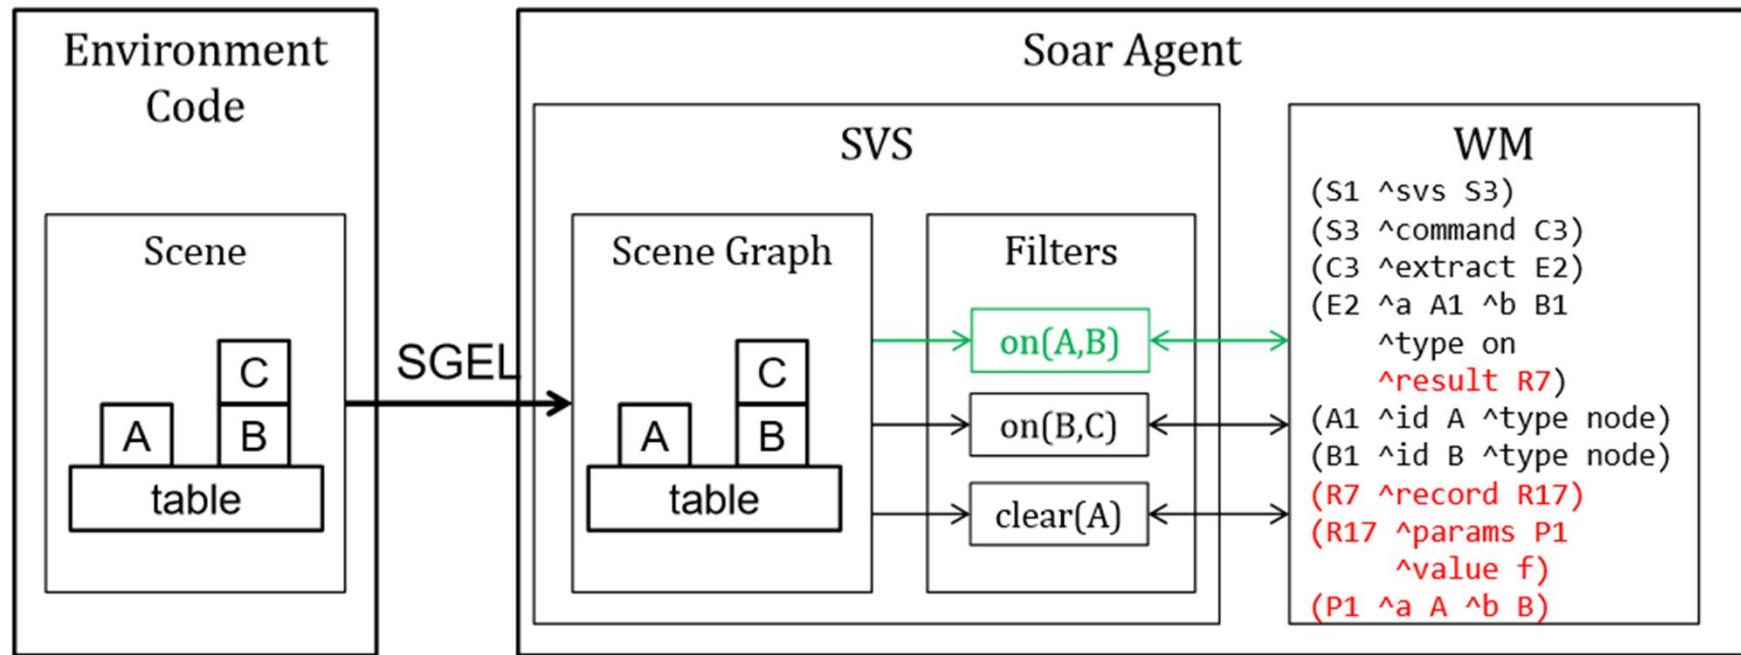 Environment
Code
Scene
C
A
B
table
SGEL
Soar Agent
SVS
Scene Graph
C
A
B
table
Filters
on(A,B)
on(B,C)
clear(A)
WM
(S1 ^svs S3)
(S3 ^command C3)
(C3 ^extract E2)
(E2 ^a A1 ^b B1
^type on
^result R7)
(A1 ^id A ^type node)
(B1 ^id B ^type node)
(R7 ^record R17)
(R17 ^params P1
^value f)
(P1 ^a A ^b B)